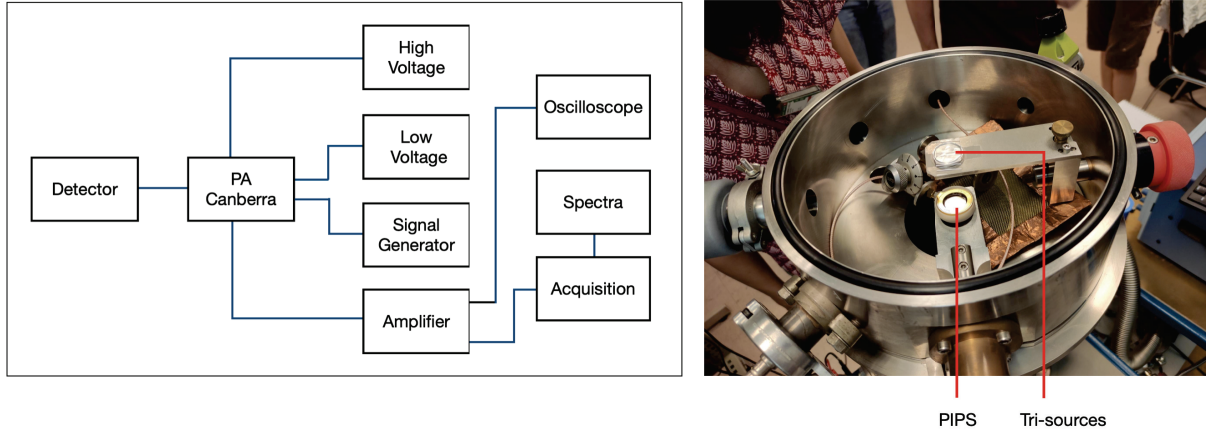 High
Voltage
Oscilloscope
Low
Voltage
Detector
PA
Canberra
Spectra
Signal
Generator
Acquisition
Amplifier
PIPS
Tri-sources